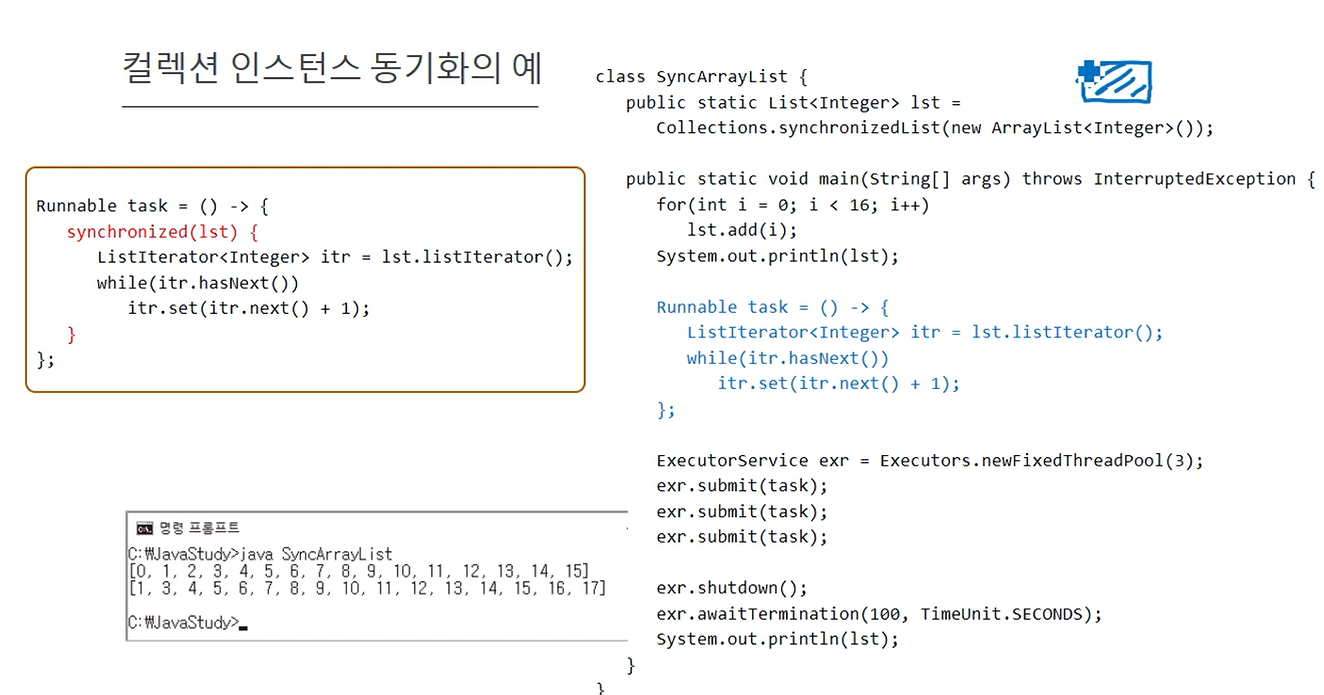 컬렉션 인스턴스 동기화의 예
Runnable task = () -> {
synchronized(lst) {
ListIterator<Integer> itr = lst.listIterator();
while(itr.hasNext())
itr.set(itr.next() + 1);
}
};
명령 프롬프트
C:₩JavaStudy>java SyncArrayList
[0, 1, 2, 3, 4, 5, 6, 7, 8, 9, 10, 11, 12, 13, 14, 15]
[1, 3, 4, 5, 6, 7, 8, 9, 10, 11, 12, 13, 14, 15, 16, 17]
C:₩JavaStudy>
class SyncArrayList {
public static List<Integer> lst =
Collections.synchronizedList(new ArrayList<Integer>());
public static void main(String[] args) throws InterruptedException {
for(int i = 0; i < 16; i++)
lst.add(i);
System.out.println(lst);
Runnable task = () -> {
ListIterator<Integer> itr = lst.listIterator();
while(itr.hasNext())
itr.set(itr.next() + 1);
};
ExecutorService exr = Executors.newFixedThreadPool(3);
exr.submit(task);
exr.submit(task);
exr.submit(task);
exr.shutdown();
exr.awaitTermination(100, TimeUnit.SECONDS);
System.out.println(lst);
}
}